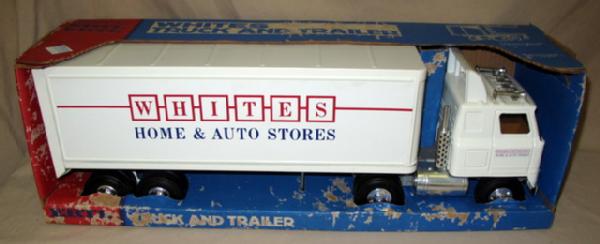 WHITES
TRUCK AND TRAILER
WHITES
HOME & AUTO STORES
TRUCK AND TRAILER